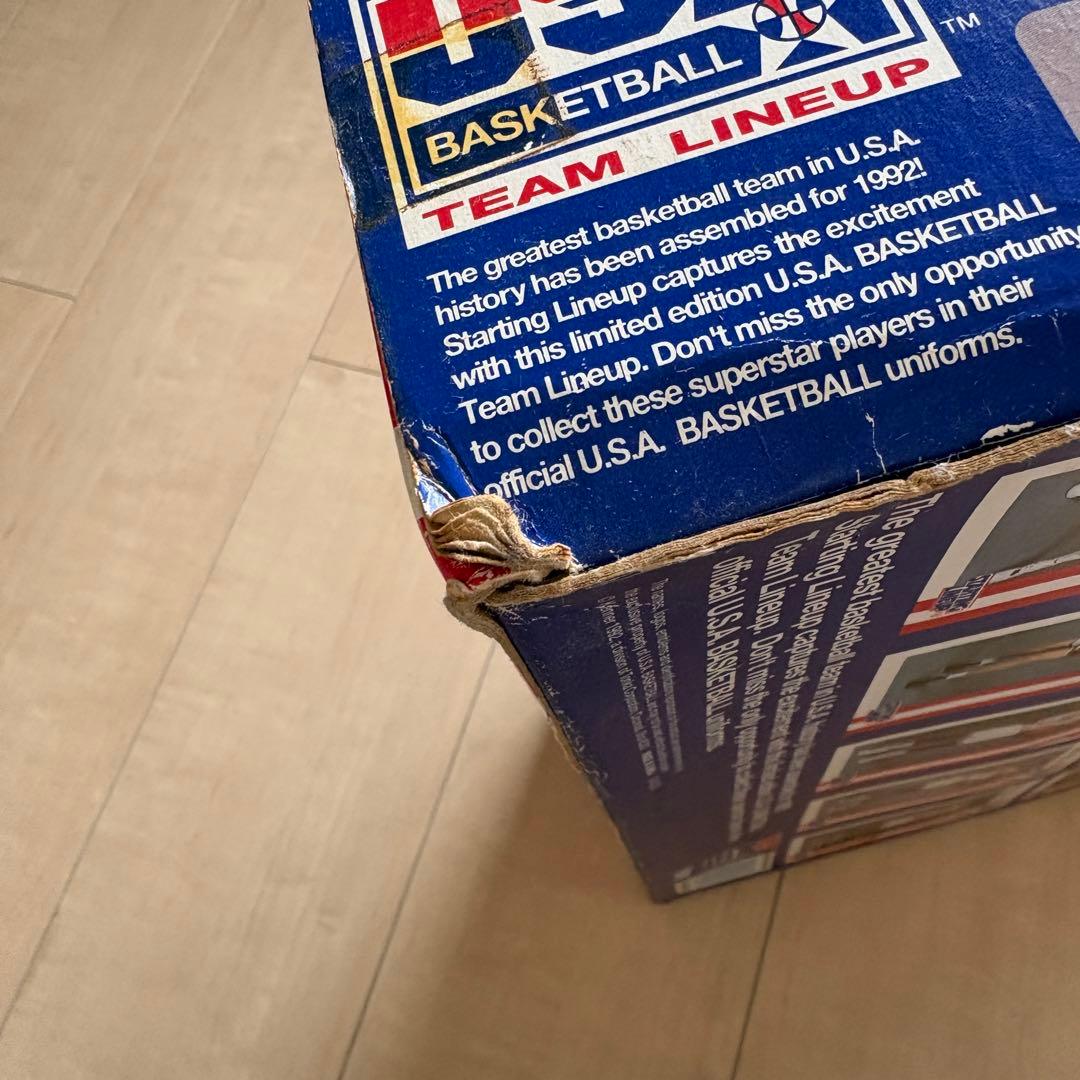 USA
BASKETBALL
TM
TEAM LINEUP
The greatest basketball team in U.S.A.
history has been assembled for 1992!
Starting Lineup captures the excitement
with this limited edition U.S.A. BASKETBALL
Team Lineup. Don't miss the only opportunity
to collect these superstar players in their
official U.S.A. BASKETBALL uniforms.
The greatest basketball team in U.S.A.
Starting Lineup captures the excitement
Team Lineup. Don't miss the only opportunity
official U.S.A. BASKETBALL uniforms.